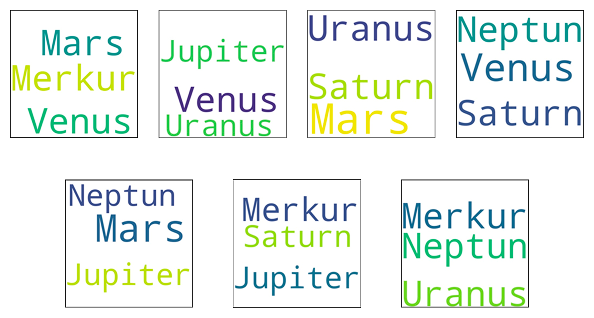 Mars
Merkur
Venus
Jupiter
Venus
Uranus
Uranus
Saturn
Mars
Neptun
Venus
Saturn
Neptun
Mars
Jupiter
Merkur
Saturn
Jupiter
Merkur
Neptun
Uranus